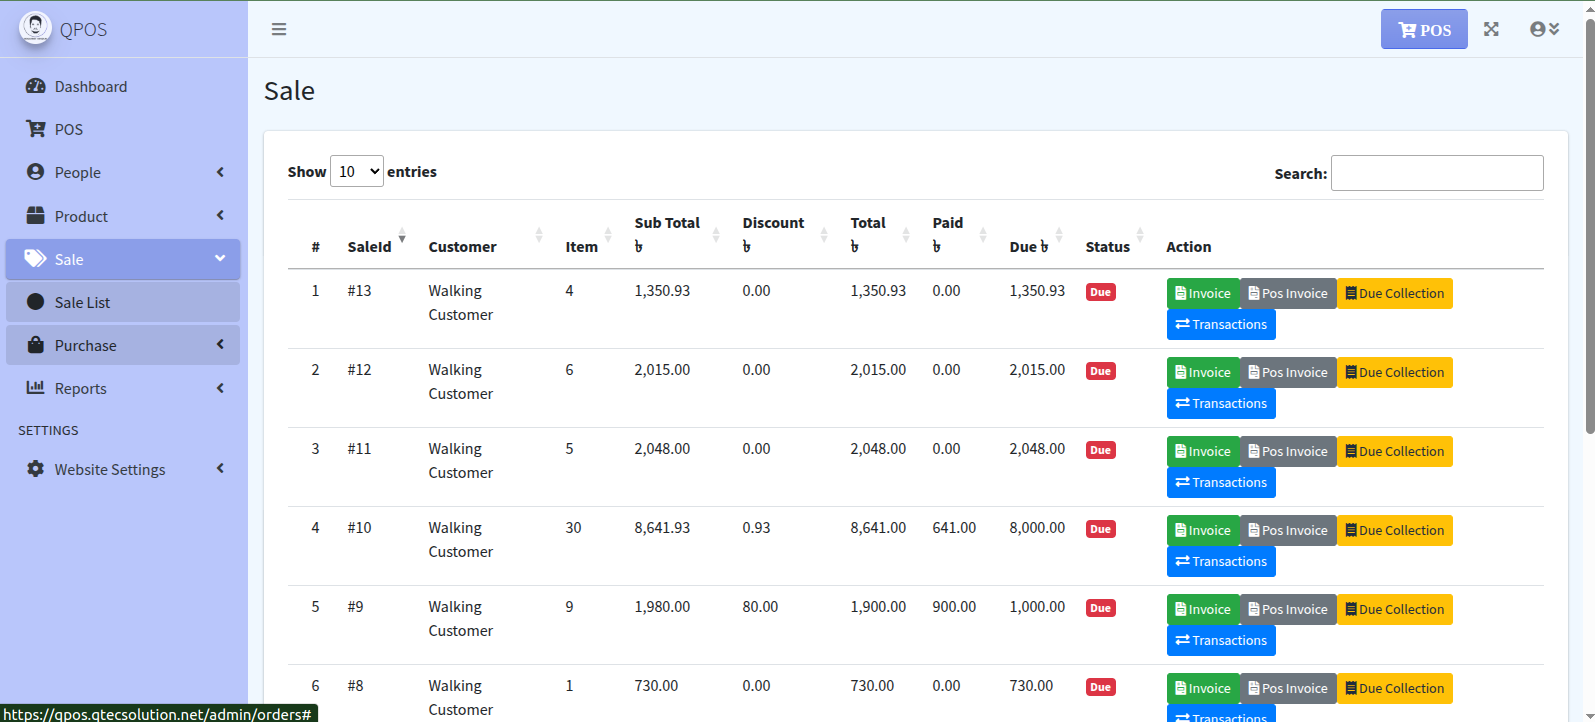 QPOS
POS
Dashboard
POS
People
Product
Sale
Sale List
Purchase
Reports
SETTINGS
Website Settings
Sale
Show 10 entries
Search:
# SaleId Customer Item Sub Total ৳ Discount ৳ Total ৳ Paid ৳ Due ৳ Status Action
1 #13 Walking Customer 4 1,350.93 0.00 1,350.93 0.00 1,350.93 Due Invoice Pos Invoice Due Collection
Transactions
2 #12 Walking Customer 6 2,015.00 0.00 2,015.00 0.00 2,015.00 Due Invoice Pos Invoice Due Collection
Transactions
3 #11 Walking Customer 5 2,048.00 0.00 2,048.00 0.00 2,048.00 Due Invoice Pos Invoice Due Collection
Transactions
4 #10 Walking Customer 30 8,641.93 0.93 8,641.00 641.00 8,000.00 Due Invoice Pos Invoice Due Collection
Transactions
5 #9 Walking Customer 9 1,980.00 80.00 1,900.00 900.00 1,000.00 Due Invoice Pos Invoice Due Collection
Transactions
6 #8 Walking Customer 1 730.00 0.00 730.00 0.00 730.00 Due Invoice Pos Invoice Due Collection
Transactions
https://qpos.qtecsolution.net/admin/orders#